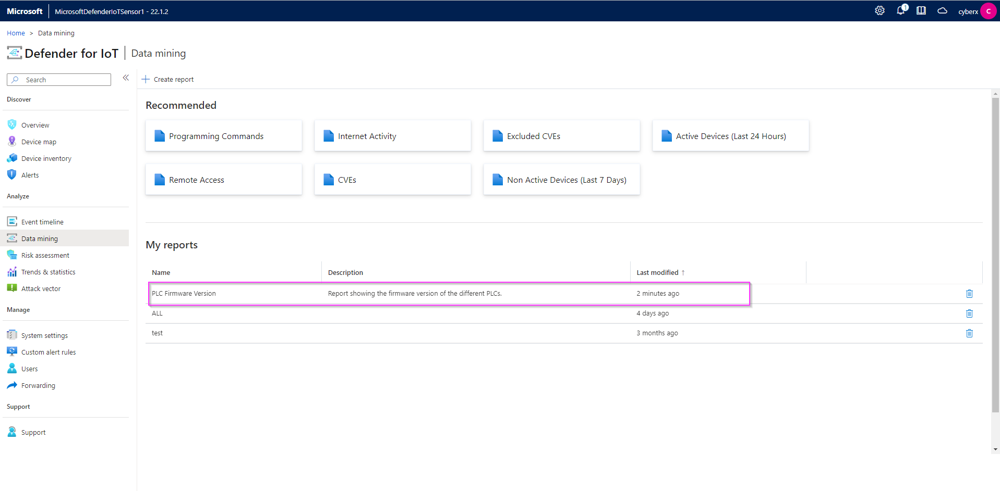 Microsoft MicrosoftDefenderIoTSensor1 - 22.1.2 1 cyberx C
Home > Data mining
Defender for IoT Data mining
Search
Create report
Discover
Overview
Device map
Device inventory
Alerts
Analyze
Event timeline
Data mining
Risk assessment
Trends & statistics
Attack vector
Manage
System settings
Custom alert rules
Users
Forwarding
Support
Support
Recommended
Programming Commands
Internet Activity
Excluded CVEs
Active Devices (Last 24 Hours)
Remote Access
CVEs
Non Active Devices (Last 7 Days)
My reports
Name Description Last modified ↑
PLC Firmware Version Report showing the firmware version of the different PLCs. 2 minutes ago
ALL 4 days ago
test 3 months ago